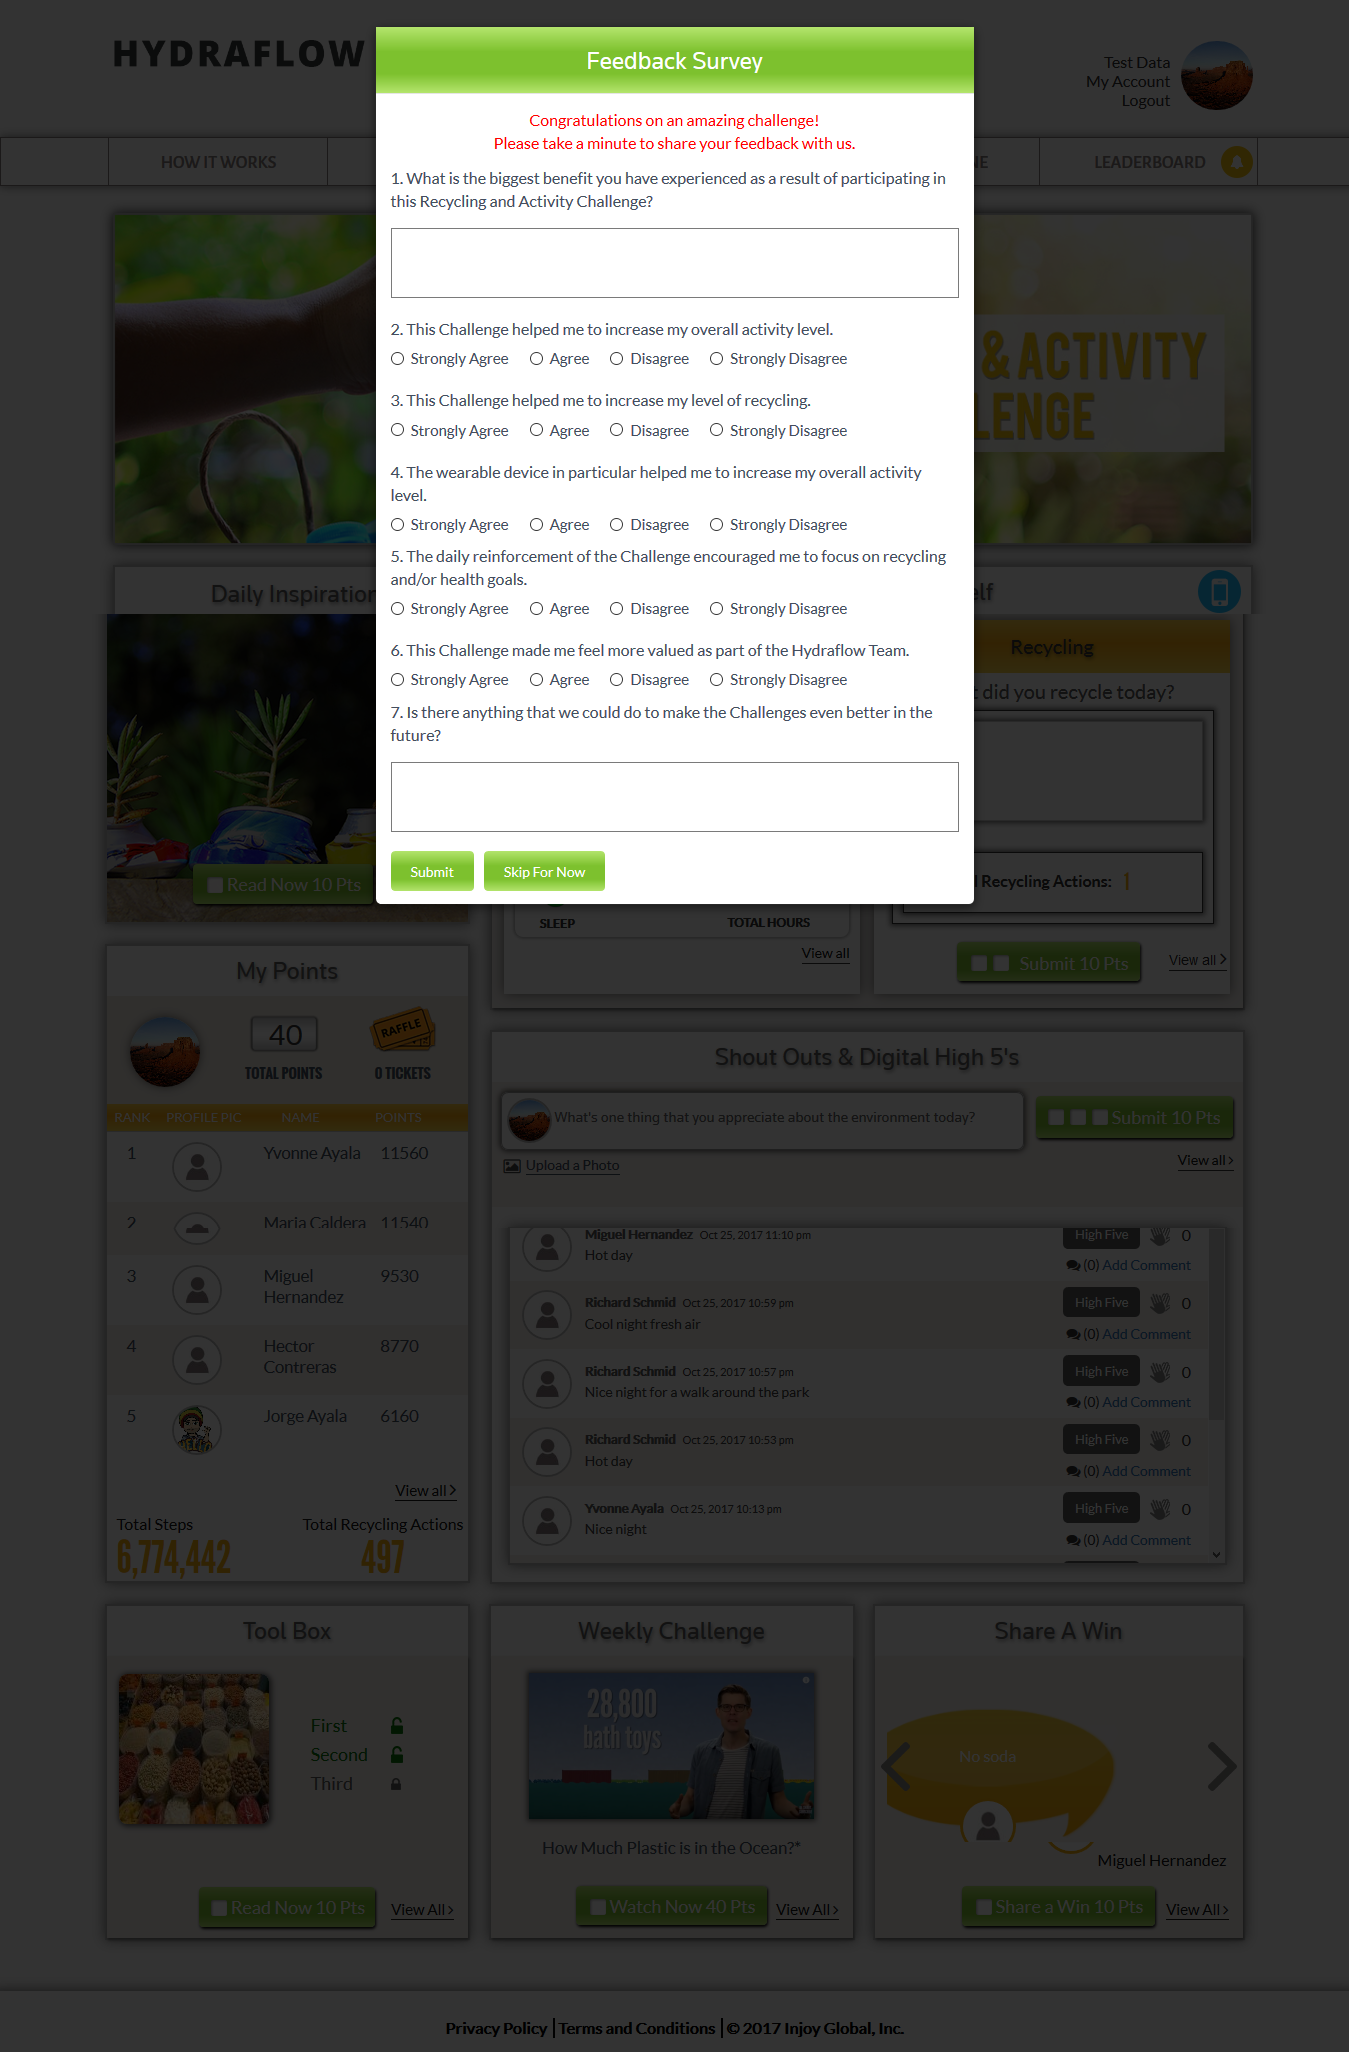 HYDRAFLOW
Test Data
My Account
Logout
HOW IT WORKS
NE
LEADERBOARD
Feedback Survey
Congratulations on an amazing challenge!
Please take a minute to share your feedback with us.
1. What is the biggest benefit you have experienced as a result of participating in
this Recycling and Activity Challenge?
2. This Challenge helped me to increase my overall activity level.
Strongly Agree Agree Disagree Strongly Disagree
3. This Challenge helped me to increase my level of recycling.
Strongly Agree Agree Disagree Strongly Disagree
4. The wearable device in particular helped me to increase my overall activity
level.
Strongly Agree Agree Disagree Strongly Disagree
5. The daily reinforcement of the Challenge encouraged me to focus on recycling
and/or health goals.
Strongly Agree Agree Disagree Strongly Disagree
6. This Challenge made me feel more valued as part of the Hydraflow Team.
Strongly Agree Agree Disagree Strongly Disagree
7. Is there anything that we could do to make the Challenges even better in the
future?
Submit Skip For Now
& ACTIVITY
LENGE
Daily Inspiration
Read Now 10 Pts
elf
Recycling
did you recycle today?
Recycling Actions: 1
SLEEP TOTAL HOURS
View all
Submit 10 Pts View all
My Points
40
TOTAL POINTS
RAFFLE
0 TICKETS
RANK PROFILE PIC NAME POINTS
1 Yvonne Ayala 11560
2 Maria Caldera 11540
3 Miguel Hernandez 9530
4 Hector Contreras 8770
5 Jorge Ayala 6160
View all
Total Steps Total Recycling Actions
6,774,442 497
Shout Outs & Digital High 5's
What's one thing that you appreciate about the environment today?
Submit 10 Pts
Upload a Photo
View all
Miguel Hernandez Oct 25, 2017 11:10 pm
Hot day
High Five 0
(0) Add Comment
Richard Schmid Oct 25, 2017 10:59 pm
Cool night fresh air
High Five 0
(0) Add Comment
Richard Schmid Oct 25, 2017 10:57 pm
Nice night for a walk around the park
High Five 0
(0) Add Comment
Richard Schmid Oct 25, 2017 10:53 pm
Hot day
High Five 0
(0) Add Comment
Yvonne Ayala Oct 25, 2017 10:13 pm
Nice night
High Five 0
(0) Add Comment
Tool Box
First
Second
Third
Read Now 10 Pts View All
Weekly Challenge
28,800
bath toys
How Much Plastic is in the Ocean?*
Watch Now 40 Pts View All
Share A Win
No soda
Miguel Hernandez
Share a Win 10 Pts View All
Privacy Policy | Terms and Conditions | © 2017 Injoy Global, Inc.